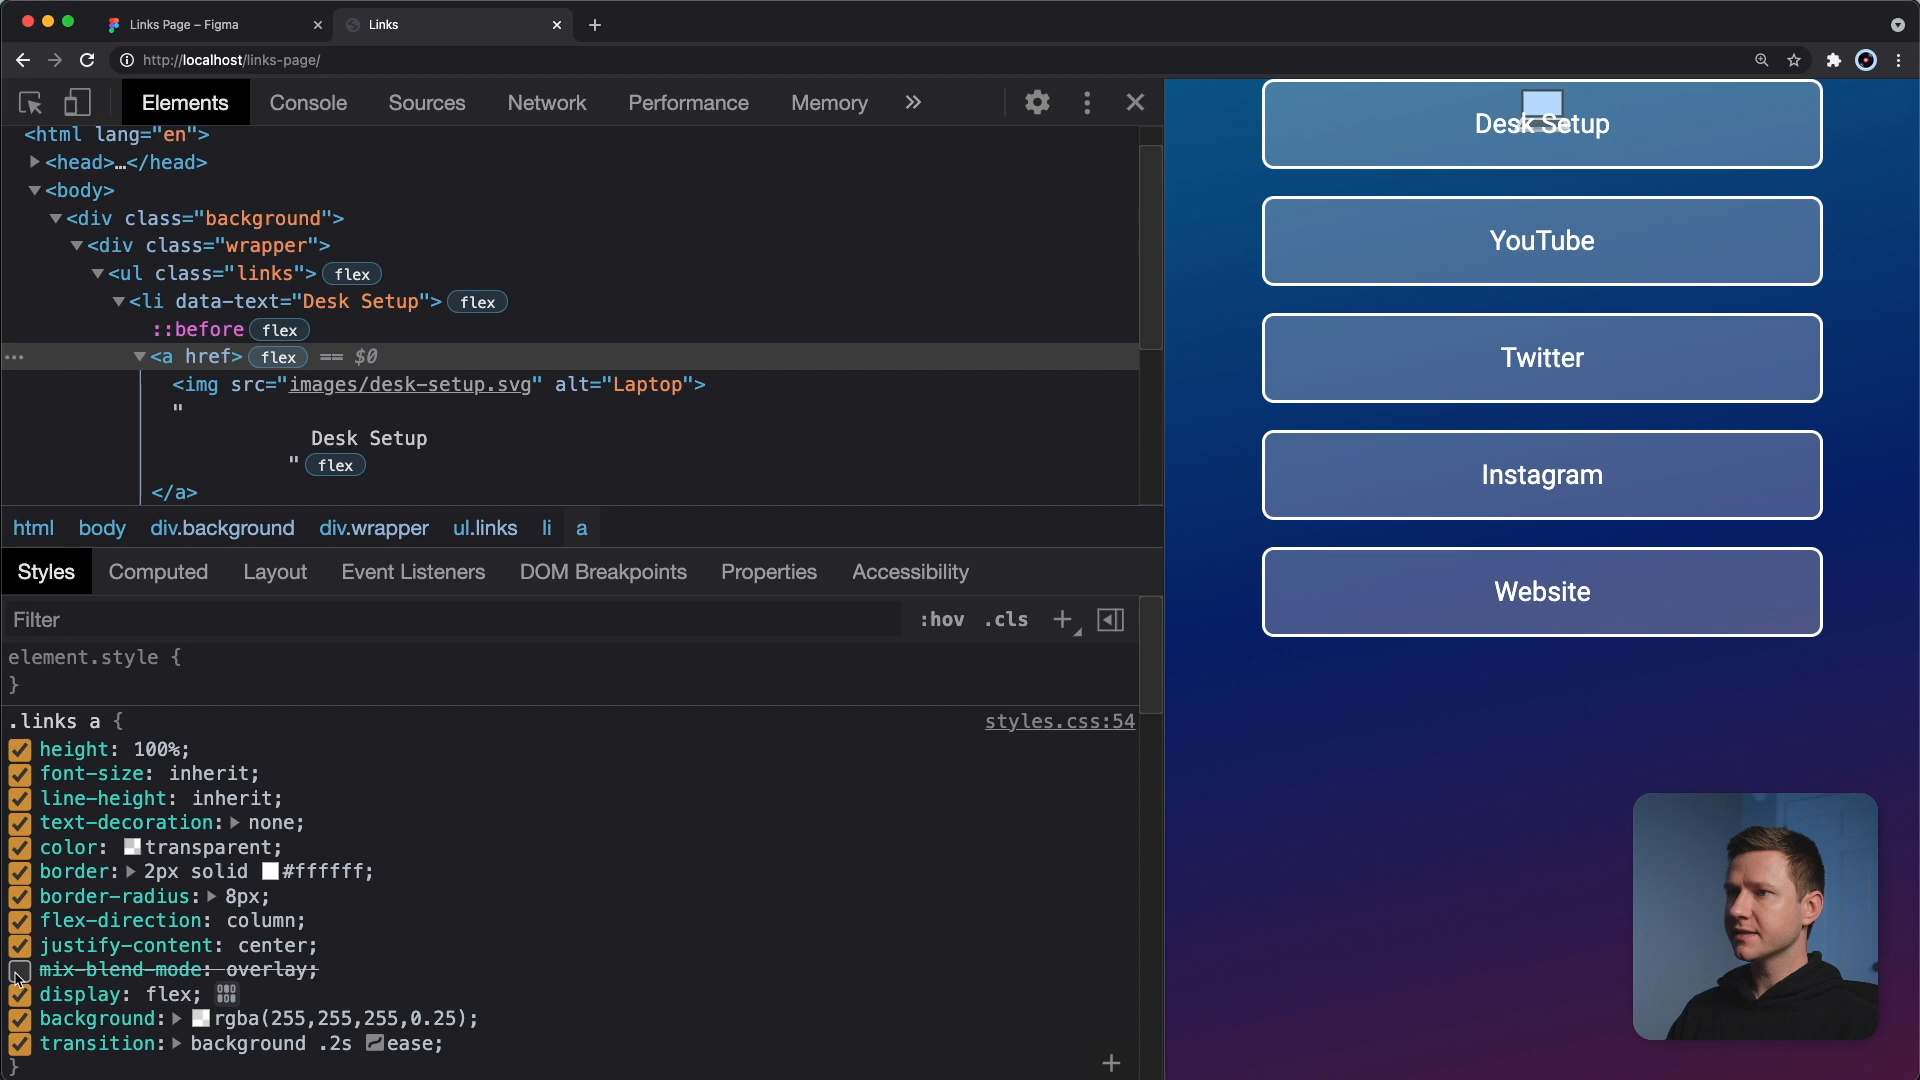 Links Page – Figma
Links
http://localhost/links-page/
Elements Console Sources Network Performance Memory »
<html lang="en">
<head>…</head>
<body>
<div class="background">
<div class="wrapper">
<ul class="links"> flex
<li data-text="Desk Setup"> flex
::before flex
… <a href> flex == $0
<img src="images/desk-setup.svg" alt="Laptop">
"
Desk Setup
" flex
</a>
html body div.background div.wrapper ul.links li a
Styles Computed Layout Event Listeners DOM Breakpoints Properties Accessibility
Filter :hov .cls +
element.style {
}
.links a { styles.css:54
height: 100%;
font-size: inherit;
line-height: inherit;
text-decoration: none;
color: transparent;
border: 2px solid #ffffff;
border-radius: 8px;
flex-direction: column;
justify-content: center;
mix-blend-mode: overlay;
display: flex;
background: rgba(255,255,255,0.25);
transition: background .2s ease;
}
Desk Setup
YouTube
Twitter
Instagram
Website